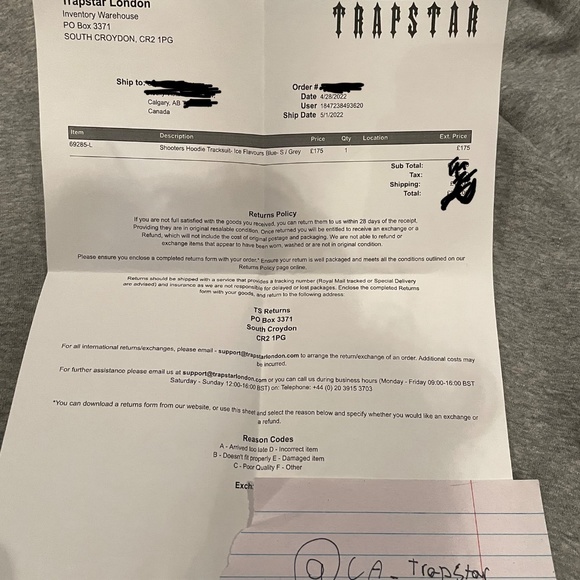 Trapstar London
Inventory Warehouse
PO Box 3371
SOUTH CROYDON, CR2 1PG
TRAPSTAR
Ship to:
Calgary, AB
Canada
Order #
Date 4/28/2022
User 1847238493620
Ship Date 5/1/2022
Item Description Price Qty Location Ext. Price
69285-L Shooters Hoodie Tracksuit- Ice Flavours Blue- S / Grey £175 1 £175
Sub Total:
Tax:
Shipping:
Total:
Returns Policy
If you are not full satisfied with the goods you received, you can return them to us within 28 days of the receipt,
Providing they are in original resalable condition. Once returned you will be entitled to receive an exchange or a
Refund, which will not include the cost of original postage and packaging. We are not able to refund or
exchange items that appear to have been worn, washed or are not in original condition.
Please ensure you enclose a completed returns form with your order.* Ensure your return is well packaged and meets all the conditions outlined on our
Returns Policy page online.
Returns should be shipped with a service that provides a tracking number (Royal Mail tracked or Special Delivery
are advised) and insurance as we are not responsible for delayed or lost packages. Enclose the completed Returns
form with your goods, and return to the following address:
TS Returns
PO Box 3371
South Croydon
CR2 1PG
For all international returns/exchanges, please email - support@trapstarlondon.com to arrange the return/exchange of an order. Additional costs may
be incurred.
For further assistance please email us at support@trapstarlondon.com or you can call us during business hours (Monday - Friday 09:00-16:00 BST
Saturday - Sunday 12:00-16:00 BST) on: Telephone: +44 (0) 20 3915 3703
*You can download a returns form from our website, or use this sheet and select the reason below and specify whether you would like an exchange or
a refund.
Reason Codes
A - Arrived too late D - Incorrect item
B - Doesn't fit properly E - Damaged item
C - Poor Quality F - Other
Exch
@CA_Trapstar